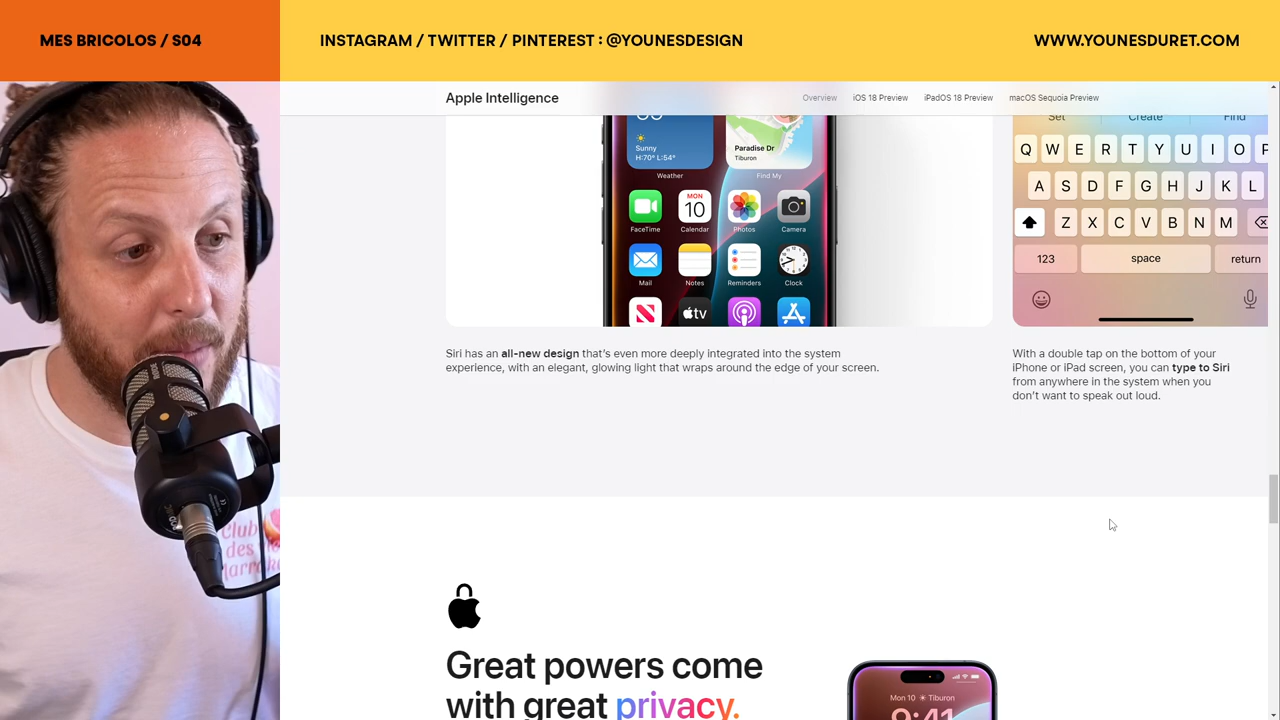 MES BRICOLOS / S04
INSTAGRAM / TWITTER / PINTEREST : @YOUNESDESIGN
WWW.YOUNESDURET.COM
Apple Intelligence
Overview
iOS 18 Preview
iPadOS 18 Preview
macOS Sequoia Preview
Sunny
H:70° L:54°
Weather
Paradise Dr
Tiburon
Find My
MON
10
FaceTime
Calendar
Photos
Camera
Mail
Notes
Reminders
Clock
tv
Set
Create
Find
Q W E R T Y U I O P
A S D F G H J K L
Z X C V B N M
123
space
return
Siri has an all-new design that’s even more deeply integrated into the system
experience, with an elegant, glowing light that wraps around the edge of your screen.
With a double tap on the bottom of your
iPhone or iPad screen, you can type to Siri
from anywhere in the system when you
don’t want to speak out loud.
Club
des
Marrake
Great powers come
with great privacy.
Mon 10 Tiburon
9:41